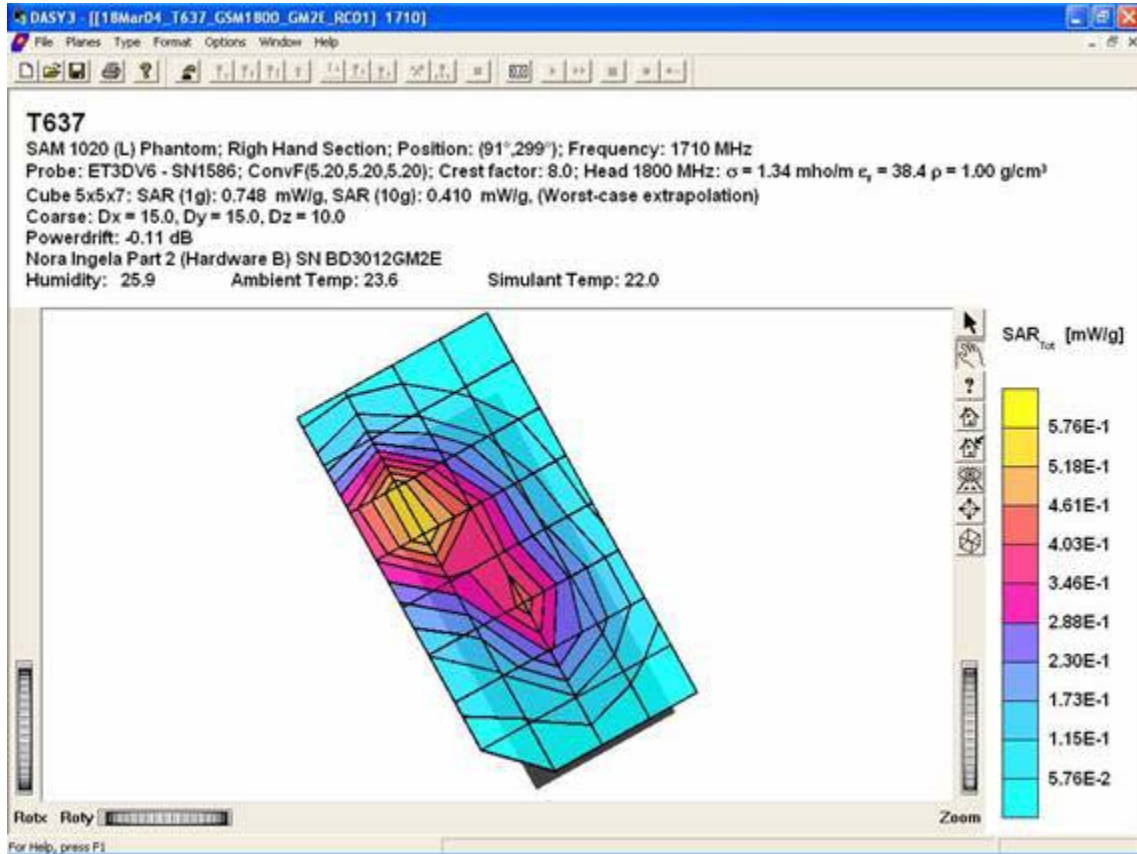 DASY3 - [[18Mar04_T637_GSM1800_GM2E_RC01] 1710]
File Planes Type Format Options Window Help
T637
SAM 1020 (L) Phantom; Righ Hand Section; Position: (91°,299°); Frequency: 1710 MHz
Probe: ET3DV6 - SN1586; ConvF(5.20,5.20,5.20); Crest factor: 8.0; Head 1800 MHz: σ = 1.34 mho/m εr = 38.4 ρ = 1.00 g/cm³
Cube 5x5x7: SAR (1g): 0.748 mW/g, SAR (10g): 0.410 mW/g, (Worst-case extrapolation)
Coarse: Dx = 15.0, Dy = 15.0, Dz = 10.0
Powerdrift: -0.11 dB
Nora Ingela Part 2 (Hardware B) SN BD3012GM2E
Humidity: 25.9 Ambient Temp: 23.6 Simulant Temp: 22.0
SARTot [mW/g]
5.76E-1
5.18E-1
4.61E-1
4.03E-1
3.46E-1
2.88E-1
2.30E-1
1.73E-1
1.15E-1
5.76E-2
Rotx Roty Zoom
For Help, press F1